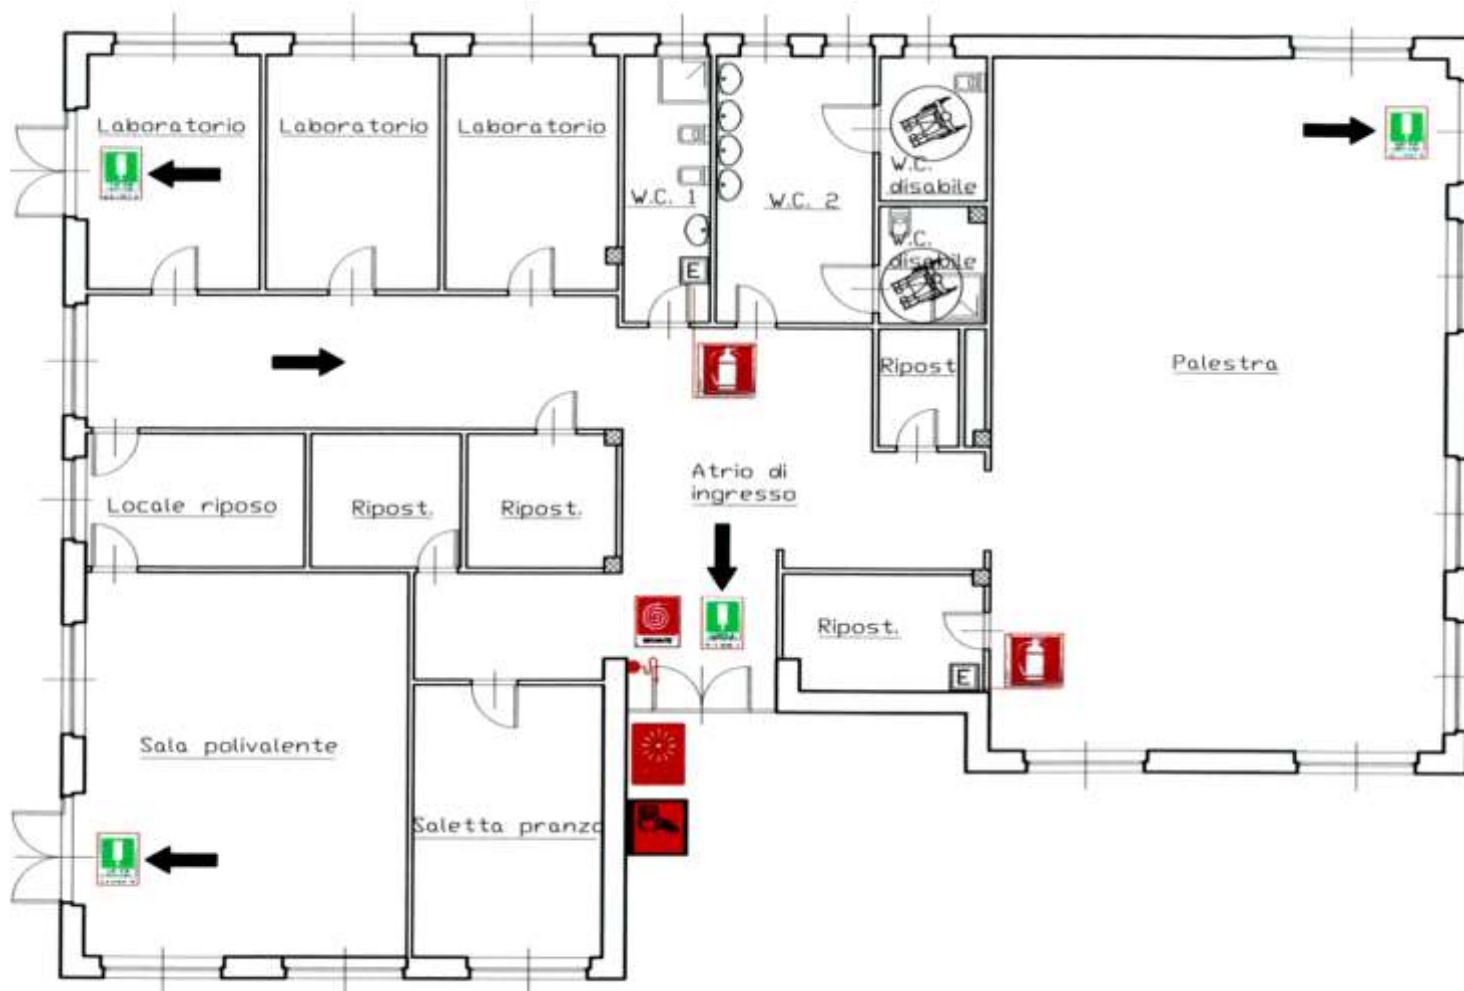 Laboratorio
Laboratorio
Laboratorio
W.C. 1
W.C. 2
W.C.
disabile
W.C.
disabile
E
Ripost
Palestra
Atrio di
ingresso
Locale riposo
Ripost.
Ripost.
Ripost.
E
Sala polivalente
Saletta pranzo